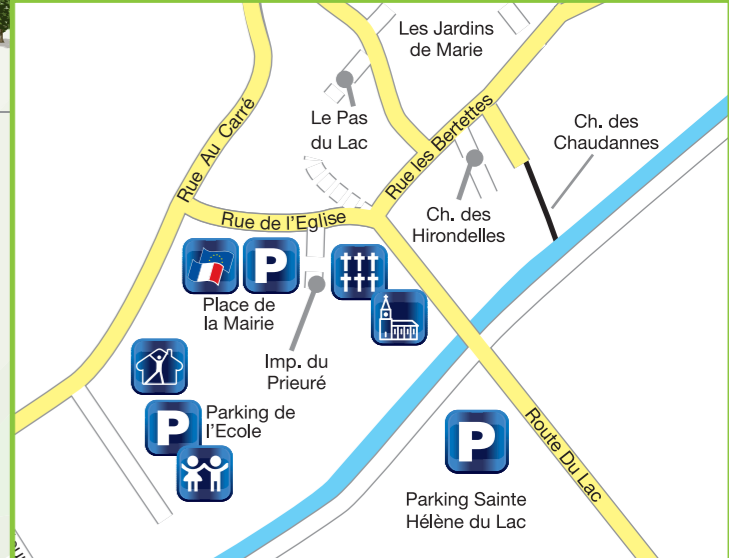 Les Jardins
de Marie
Rue Au Carré
Le Pas
du Lac
Rue les Bertettes
Ch. des
Chaudannes
Rue de l'Eglise
Ch. des
Hirondelles
P
Place de
la Mairie
Imp. du
Prieuré
P
Parking de
l'Ecole
P
Route Du Lac
Parking Sainte
Hélène du Lac